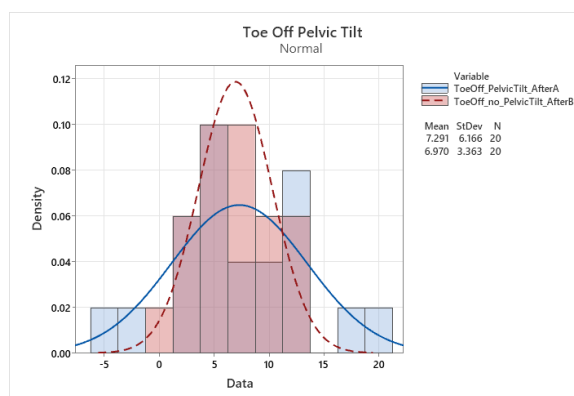 Toe Off Pelvic Tilt
Normal
Variable
ToeOff_PelvicTilt_AfterA
ToeOff_no_PelvicTilt_AfterB
Mean StDev N
7.291 6.166 20
6.970 3.363 20
Density
0.12
0.10
0.08
0.06
0.04
0.02
0.00
-5 0 5 10 15 20
Data